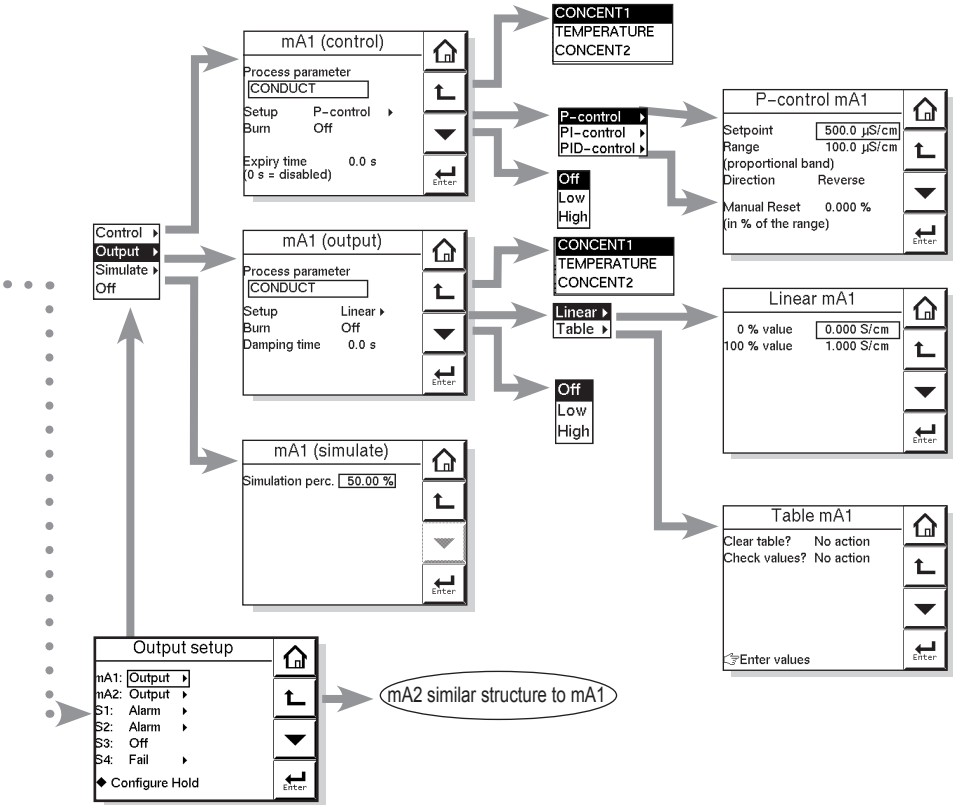 CONCENT1
TEMPERATURE
CONCENT2
mA1 (control)
Process parameter
CONDUCT
Setup P-control
Burn Off
Expiry time 0.0 s
(0 s = disabled)
Enter
P-control
PI-control
PID-control
Off
Low
High
P-control mA1
Setpoint 500.0 µS/cm
Range 100.0 µS/cm
(proportional band)
Direction Reverse
Manual Reset 0.000 %
(in % of the range)
Enter
Control
Output
Simulate
Off
mA1 (output)
Process parameter
CONDUCT
Setup Linear
Burn Off
Damping time 0.0 s
Enter
CONCENT1
TEMPERATURE
CONCENT2
Linear
Table
Off
Low
High
Linear mA1
0 % value 0.000 S/cm
100 % value 1.000 S/cm
Enter
mA1 (simulate)
Simulation perc. 50.00 %
Enter
Table mA1
Clear table? No action
Check values? No action
Enter values
Enter
Output setup
mA1: Output
mA2: Output
S1: Alarm
S2: Alarm
S3: Off
S4: Fail
Configure Hold
Enter
mA2 similar structure to mA1